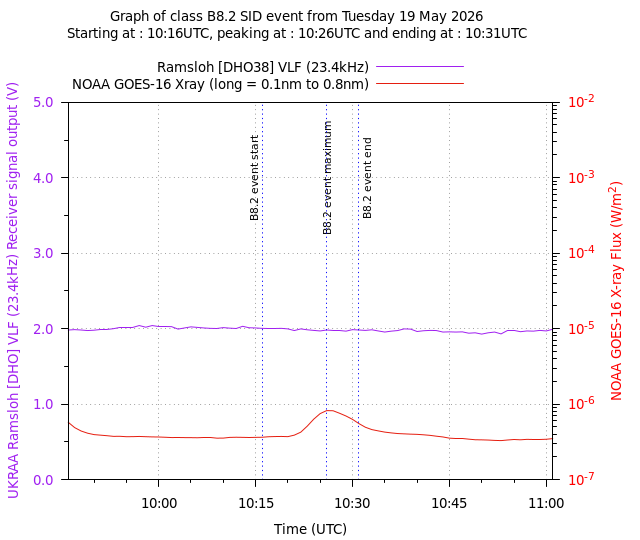 Graph of class B8.2 SID event from Tuesday 19 May 2026
Starting at : 10:16UTC, peaking at : 10:26UTC and ending at : 10:31UTC
Ramsloh [DHO38] VLF (23.4kHz)
NOAA GOES-16 Xray (long = 0.1nm to 0.8nm)
UKRAA Ramsloh [DHO] VLF (23.4kHz) Receiver signal output (V)
5.0
4.0
3.0
2.0
1.0
0.0
B8.2 event start
B8.2 event maximum
B8.2 event end
10^-2
10^-3
10^-4
10^-5
10^-6
10^-7
NOAA GOES-16 X-ray Flux (W/m²)
10:00 10:15 10:30 10:45 11:00
Time (UTC)